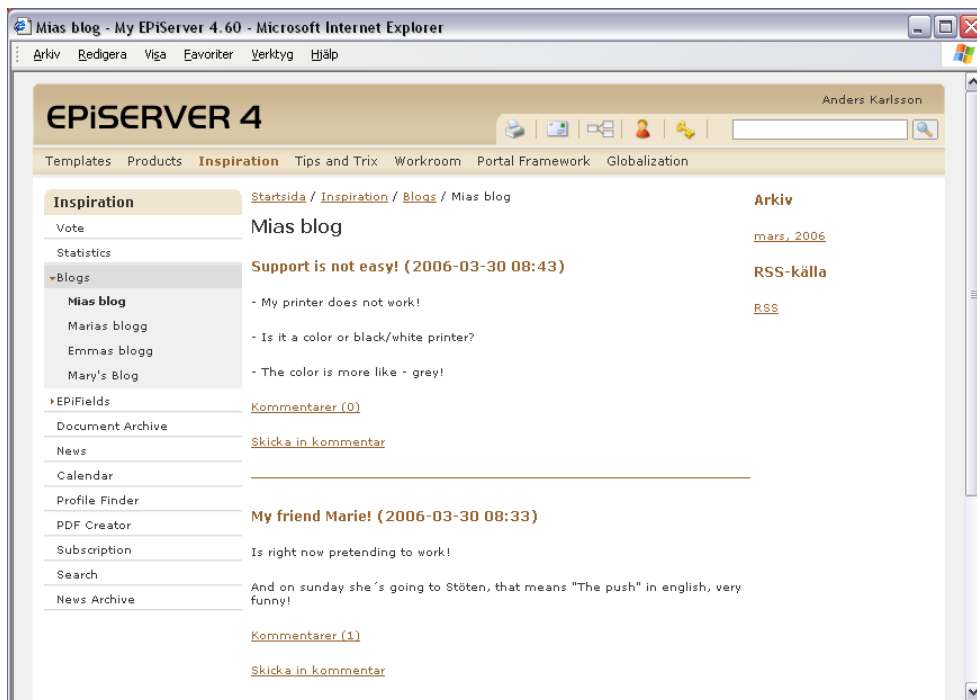 Mias blog - My EPiServer 4.60 - Microsoft Internet Explorer
Arkiv Redigera Visa Favoriter Verktyg Hjälp
Anders Karlsson
EPiSERVER 4
Templates Products Inspiration Tips and Trix Workroom Portal Framework Globalization
Inspiration
Vote
Statistics
Blogs
Mias blog
Marias blogg
Emmas blogg
Mary's Blog
EPiFields
Document Archive
News
Calendar
Profile Finder
PDF Creator
Subscription
Search
News Archive
Startsida / Inspiration / Blogs / Mias blog
Mias blog
Support is not easy! (2006-03-30 08:43)
- My printer does not work!
- Is it a color or black/white printer?
- The color is more like - grey!
Kommentarer (0)
Skicka in kommentar
My friend Marie! (2006-03-30 08:33)
Is right now pretending to work!
And on sunday she´s going to Stöten, that means "The push" in english, very
funny!
Kommentarer (1)
Skicka in kommentar
Arkiv
mars, 2006
RSS-källa
RSS